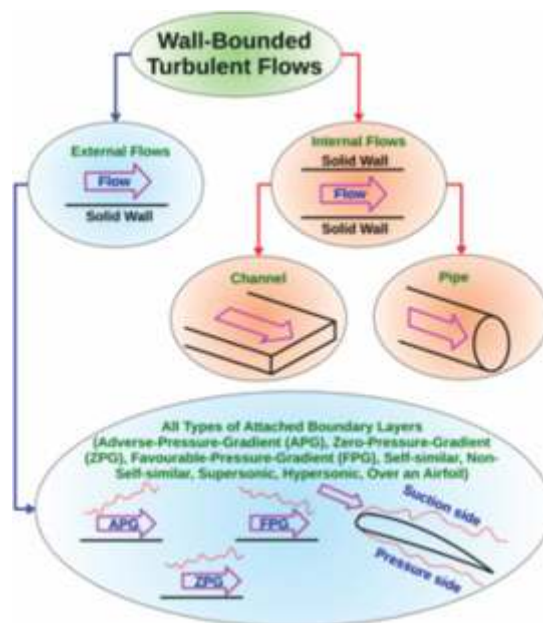 Wall-Bounded
Turbulent Flows
External Flows
Flow
Solid Wall
Internal Flows
Solid Wall
Flow
Solid Wall
Channel
Pipe
All Types of Attached Boundary Layers
(Adverse-Pressure-Gradient (APG), Zero-Pressure-Gradient
(ZPG), Favourable-Pressure-Gradient (FPG), Self-similar, Non-
Self-similar, Supersonic, Hypersonic, Over an Airfoil)
APG
FPG
Suction side
ZPG
Pressure side